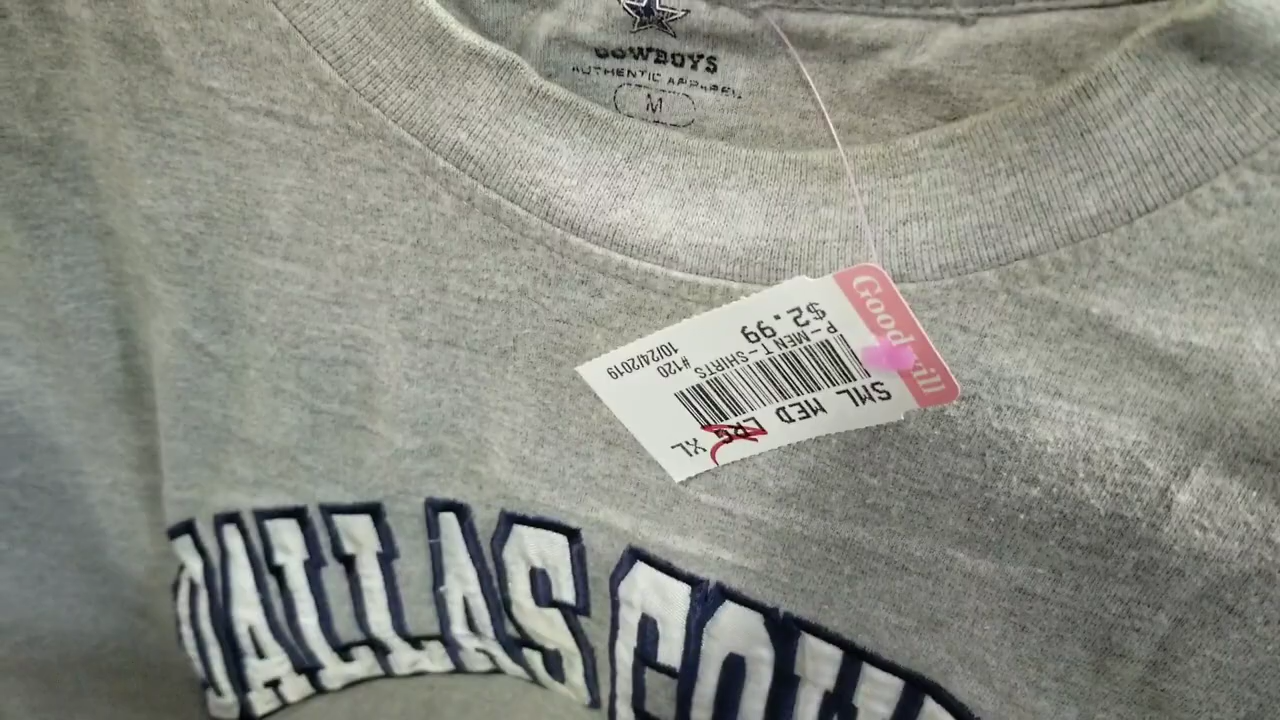 COWBOYS
AUTHENTIC APPAREL
M
Goodwill
SML MED LRG XL
P-MEN T-SHIRTS
$2.99
#120
10/24/2019
DALLAS COW